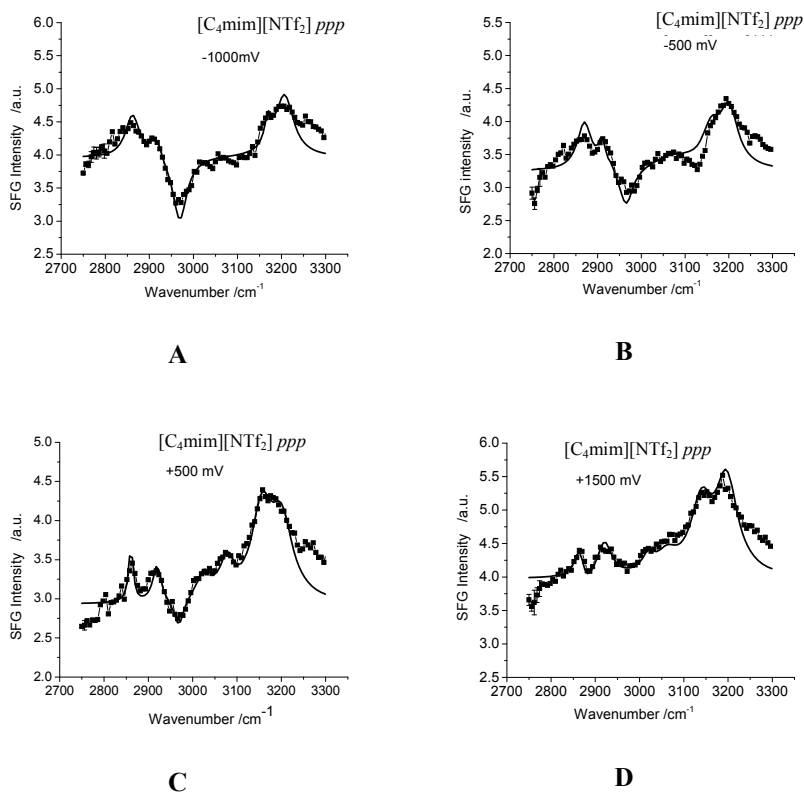 [C₄mim][NTf₂] ppp
-1000mV
6.0
5.5
5.0
4.5
4.0
3.5
3.0
2.5
SFG Intensity /a.u.
2700 2800 2900 3000 3100 3200 3300
Wavenumber /cm⁻¹
A
[C₄mim][NTf₂] ppp
-500 mV
5.5
5.0
4.5
4.0
3.5
3.0
2.5
SFG Intensity /a.u.
2700 2800 2900 3000 3100 3200 3300
Wavenumber /cm⁻¹
B
[C₄mim][NTf₂] ppp
+500 mV
5.0
4.5
4.0
3.5
3.0
2.5
2.0
SFG Intensity /a.u.
2700 2800 2900 3000 3100 3200 3300
Wavenumber /cm⁻¹
C
[C₄mim][NTf₂] ppp
+1500 mV
6.0
5.5
5.0
4.5
4.0
3.5
3.0
2.5
SFG Intensity /a.u.
2700 2800 2900 3000 3100 3200 3300
Wavenumber /cm⁻¹
D